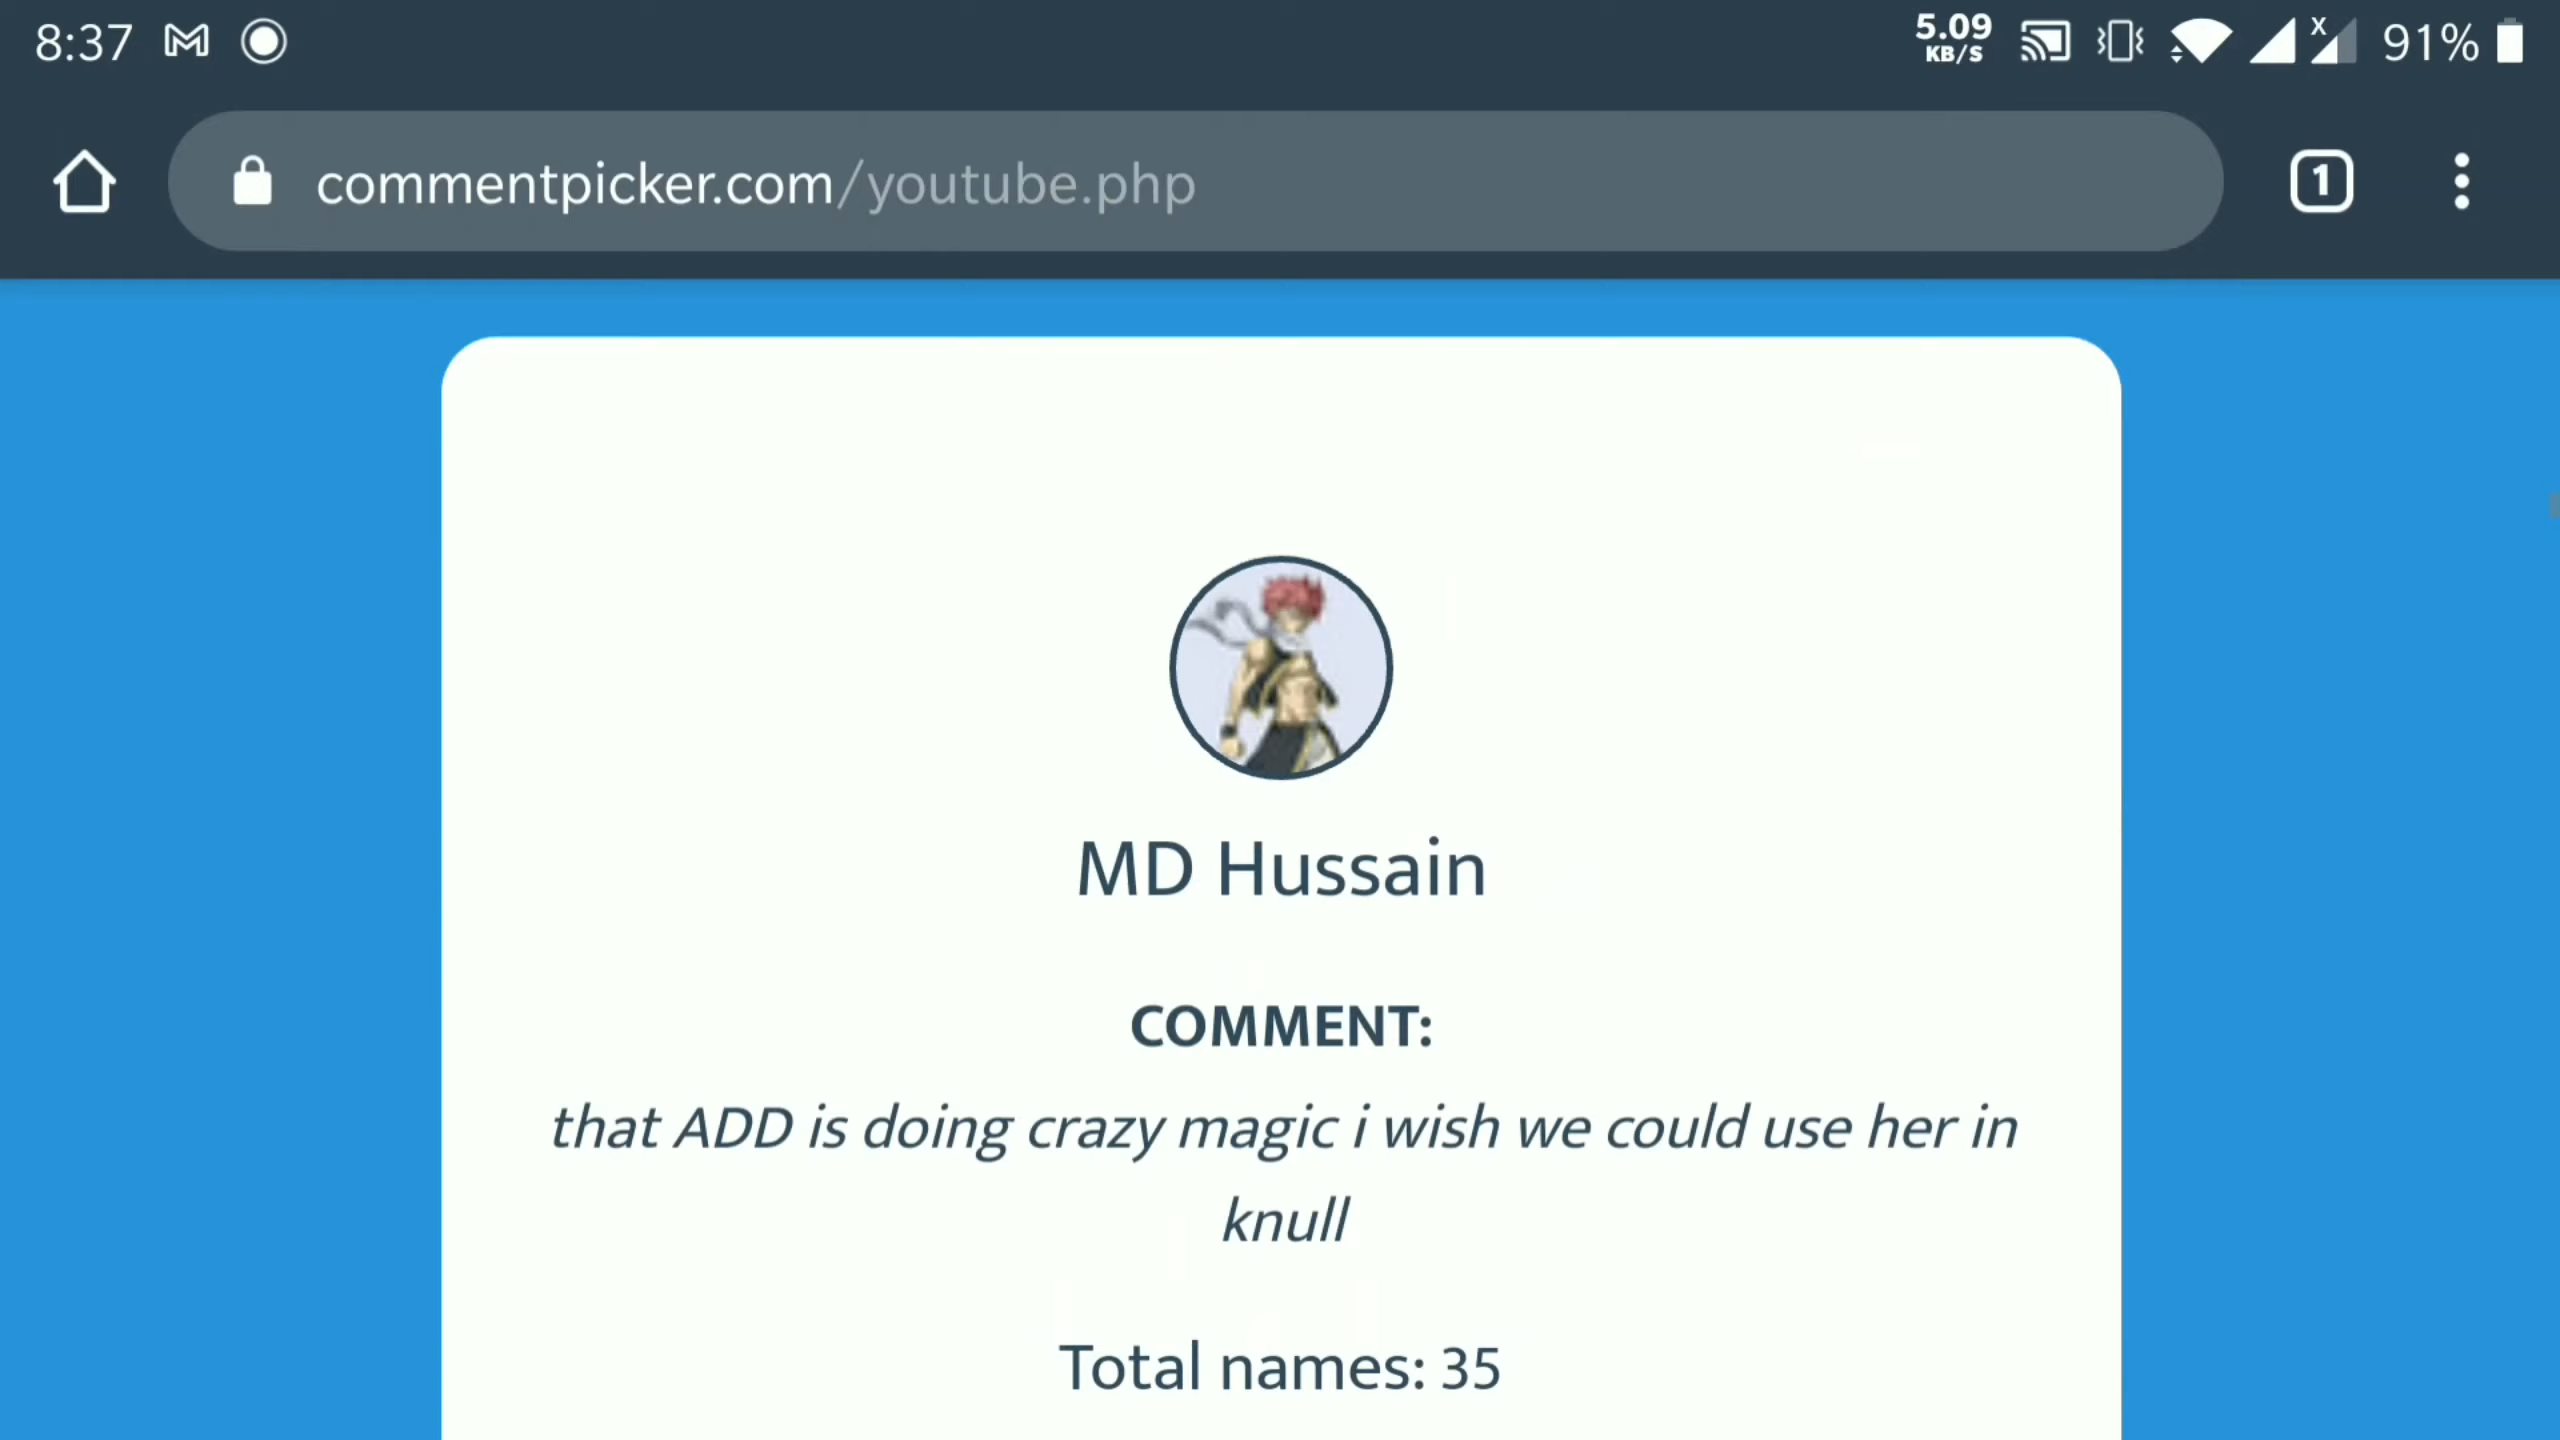 8:37
5.09
KB/S
X
91%
commentpicker.com/youtube.php
1
MD Hussain
COMMENT:
that ADD is doing crazy magic i wish we could use her in
knull
Total names: 35